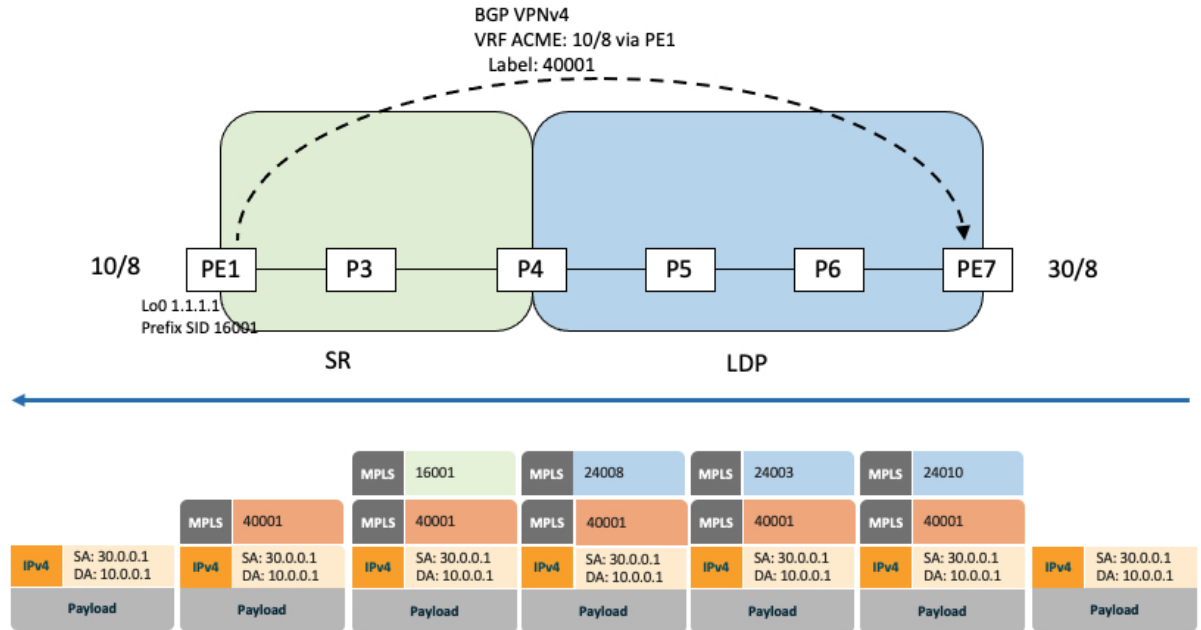 BGP VPNv4
VRF ACME: 10/8 via PE1
Label: 40001
10/8
PE1
P3
P4
P5
P6
PE7
30/8
Lo0 1.1.1.1
Prefix SID 16001
SR
LDP
MPLS 16001
MPLS 24008
MPLS 24003
MPLS 24010
MPLS 40001
MPLS 40001
MPLS 40001
MPLS 40001
MPLS 40001
IPv4
SA: 30.0.0.1
DA: 10.0.0.1
IPv4
SA: 30.0.0.1
DA: 10.0.0.1
IPv4
SA: 30.0.0.1
DA: 10.0.0.1
IPv4
SA: 30.0.0.1
DA: 10.0.0.1
IPv4
SA: 30.0.0.1
DA: 10.0.0.1
IPv4
SA: 30.0.0.1
DA: 10.0.0.1
IPv4
SA: 30.0.0.1
DA: 10.0.0.1
Payload
Payload
Payload
Payload
Payload
Payload
Payload